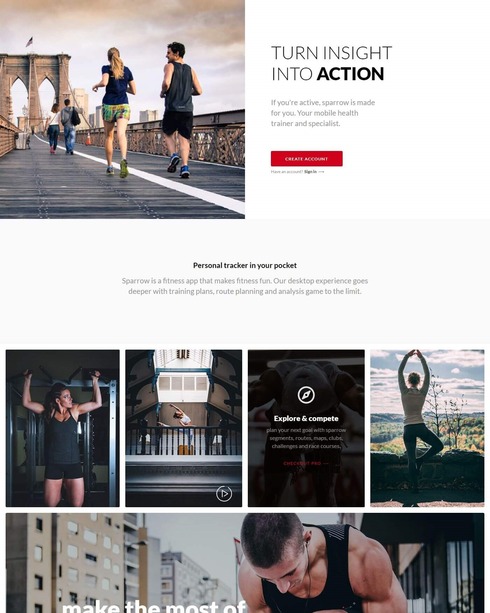 TURN INSIGHT
INTO ACTION
If you're active, sparrow is made
for you. Your mobile health
trainer and specialist.
CREATE ACCOUNT
Have an account? Sign in
Personal tracker in your pocket
Sparrow is a fitness app that makes fitness fun. Our desktop experience goes
deeper with training plans, route planning and analysis game to the limit.
Explore & compete
plan your next goal with sparrow
segments, routes, maps, clubs,
challenges and race courses.
make the most of